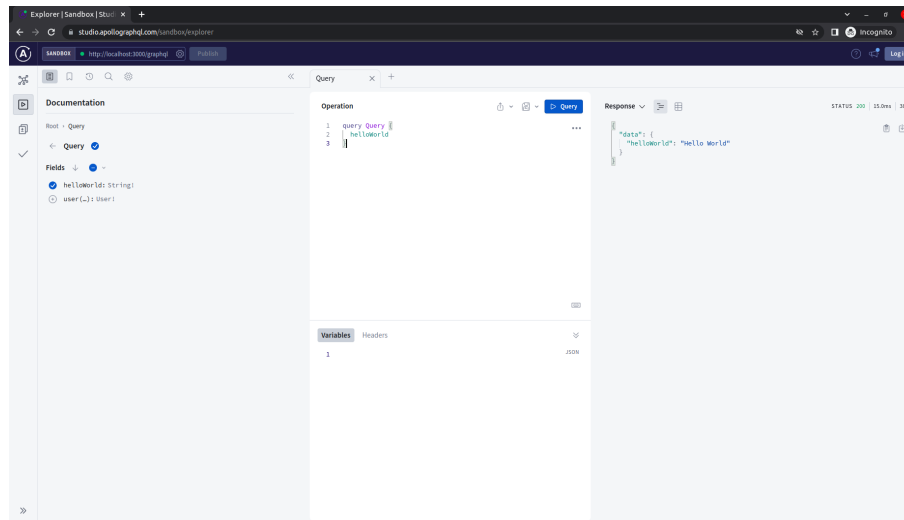 Explorer | Sandbox | Studi
studio.apollographql.com/sandbox/explorer
Incognito
SANDBOX
http://localhost:3000/graphql
Publish
Log i
Documentation
Root
Query
Query
Fields
helloWorld: String!
user(…): User!
Query
Operation
Query
1 query Query {
2 helloWorld
3 }
Variables
Headers
1
JSON
Response
STATUS 200
15.0ms
{
"data": {
"helloWorld": "Hello World"
}
}